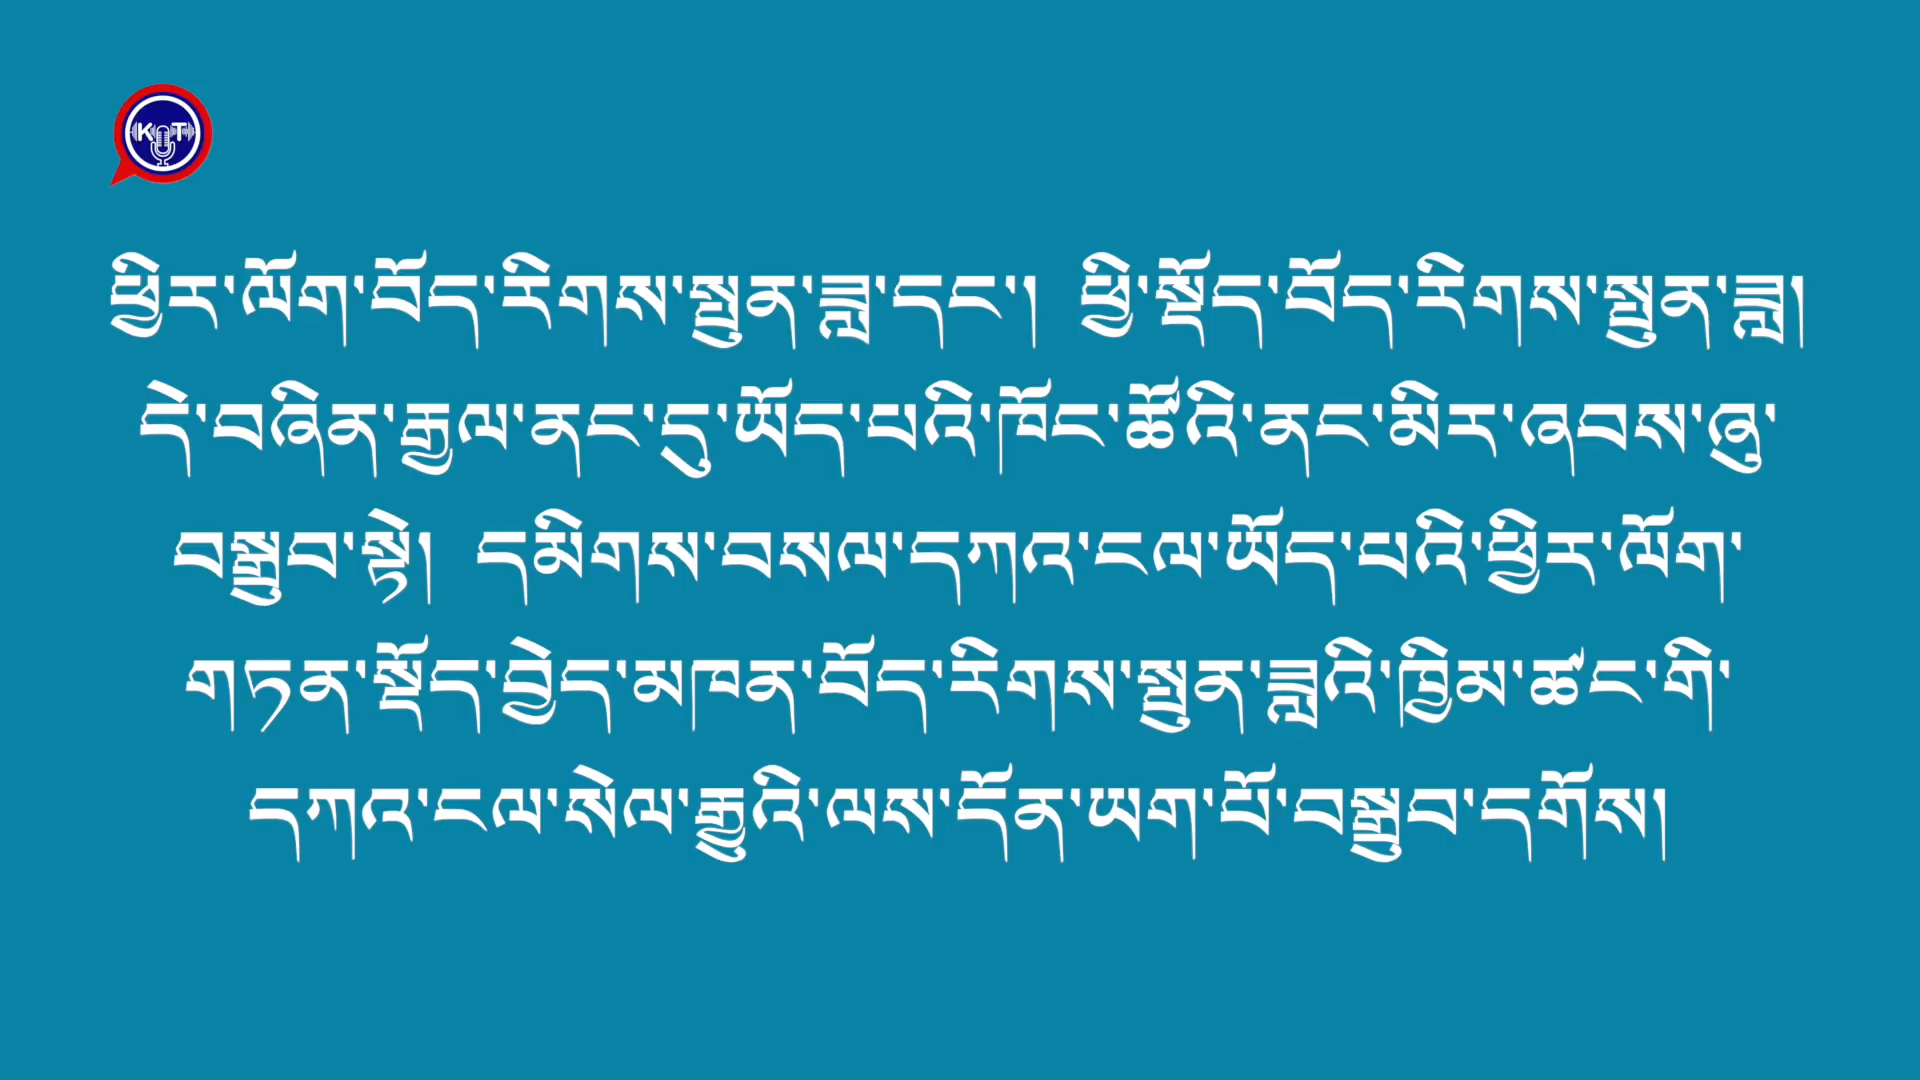 KT
ཕྱིར་ལོག་བོད་རིགས་སྤུན་ཟླ་དང་། ཕྱི་སྡོད་བོད་རིགས་སྤུན་ཟླ།
དེ་བཞིན་རྒྱལ་ནང་དུ་ཡོད་པའི་ཁོང་ཚོའི་ནང་མིར་ཞབས་ཞུ་
བསྒྲུབ་སྟེ། དམིགས་བསལ་དཀའ་ངལ་ཡོད་པའི་ཕྱིར་ལོག་
གཏན་སྡོད་བྱེད་མཁན་བོད་རིགས་སྤུན་ཟླའི་ཁྱིམ་ཚང་གི་
དཀའ་ངལ་སེལ་རྒྱུའི་ལས་དོན་ཡག་པོ་བསྒྲུབ་དགོས།